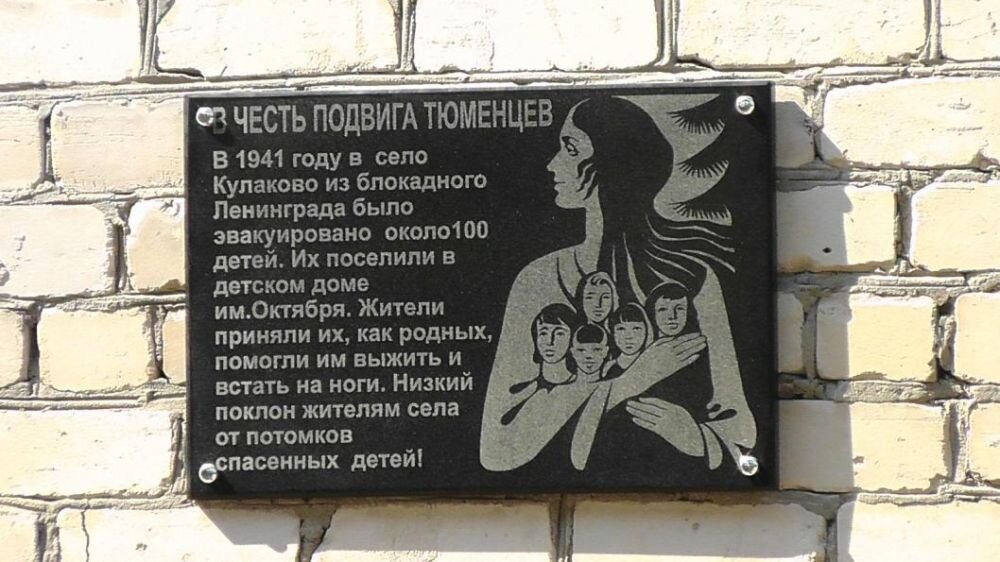 В ЧЕСТЬ ПОДВИГА ТЮМЕНЦЕВ
В 1941 году в село
Кулаково из блокадного
Ленинграда было
эвакуировано около100
детей. Их поселили в
детском доме
им.Октября. Жители
приняли их, как родных,
помогли им выжить и
встать на ноги. Низкий
поклон жителям села
от потомков
спасенных детей!